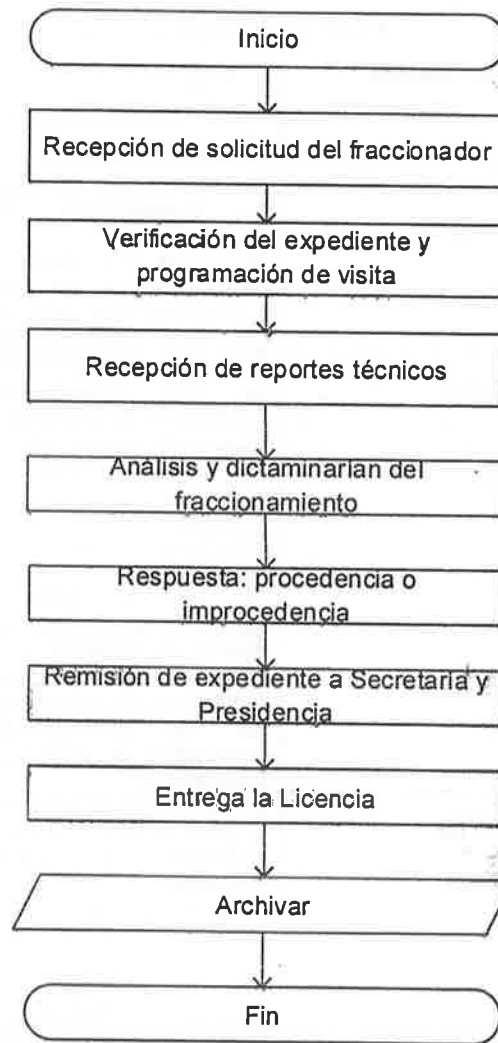 Inicio
Recepción de solicitud del fraccionador
Verificación del expediente y
programación de visita
Recepción de reportes técnicos
Análisis y dictaminarían del
fraccionamiento
Respuesta: procedencia o
improcedencia
Remisión de expediente a Secretaria y
Presidencia
Entrega la Licencia
Archivar
Fin